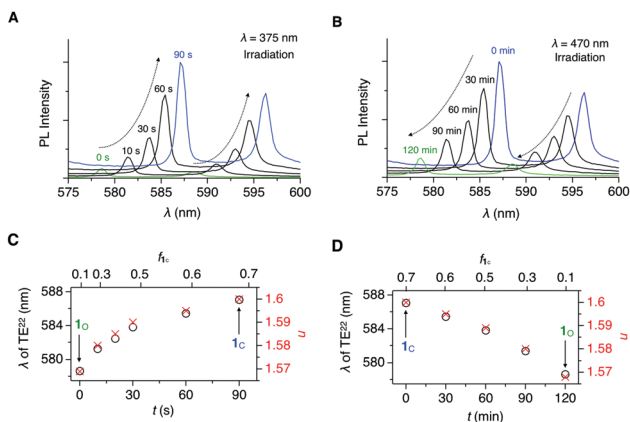 A
λ = 375 nm
Irradiation
90 s
60 s
30 s
10 s
0 s
PL Intensity
575 580 585 590 595 600
λ (nm)
B
λ = 470 nm
Irradiation
0 min
30 min
60 min
90 min
120 min
PL Intensity
575 580 585 590 595 600
λ (nm)
C
f1c
0.1 0.3 0.5 0.6 0.7
588
584
580
λ of TE22
1O
1C
1.6
1.59
1.58
1.57
n
0 30 60 90
t (s)
D
f1c
0.7 0.6 0.5 0.3 0.1
588
584
580
λ of TE22
1C
1O
1.6
1.59
1.58
1.57
n
0 30 60 90 120
t (min)